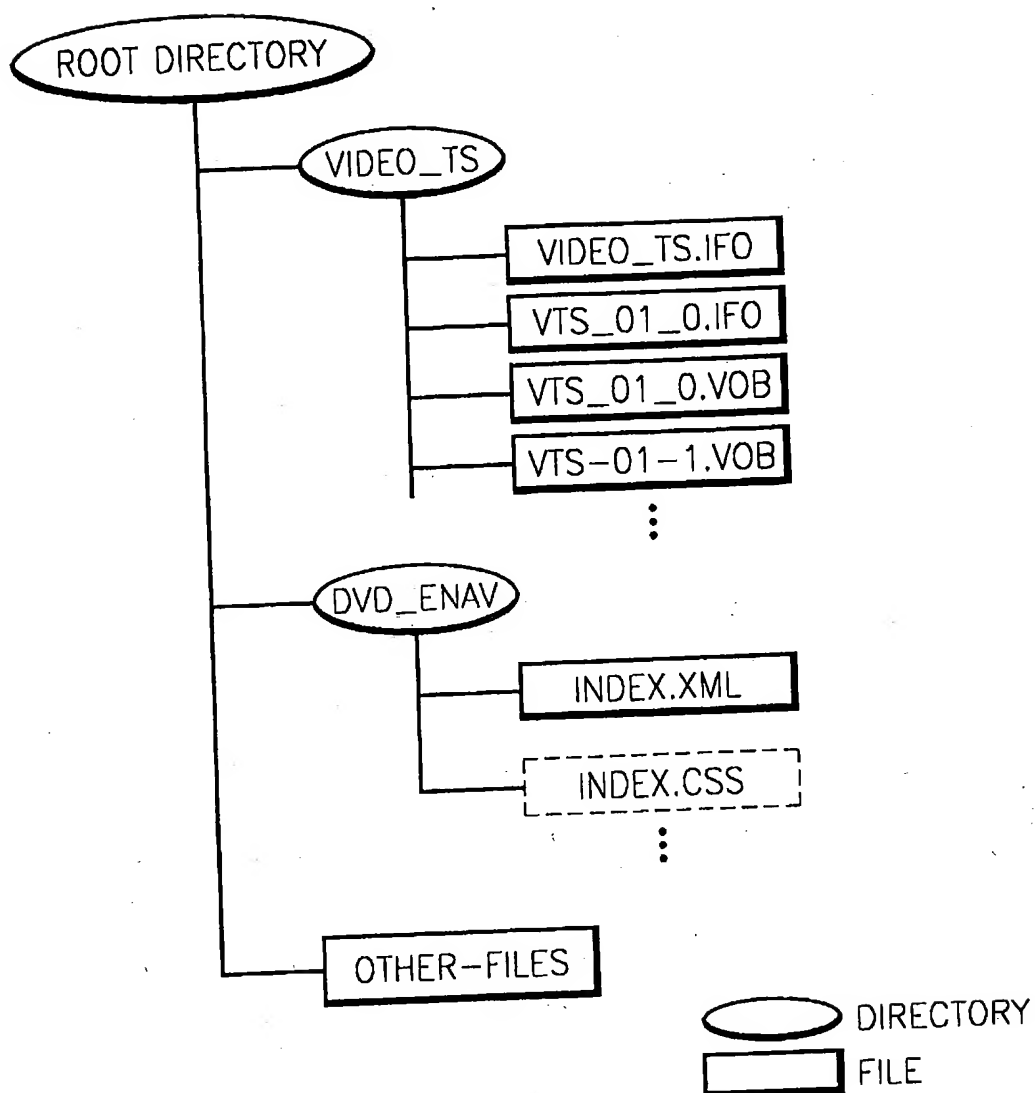 ROOT DIRECTORY
VIDEO_TS
VIDEO_TS.IFO
VTS_01_0.IFO
VTS_01_0.VOB
VTS-01-1.VOB
DVD_ENAV
INDEX.XML
INDEX.CSS
OTHER-FILES
DIRECTORY
FILE